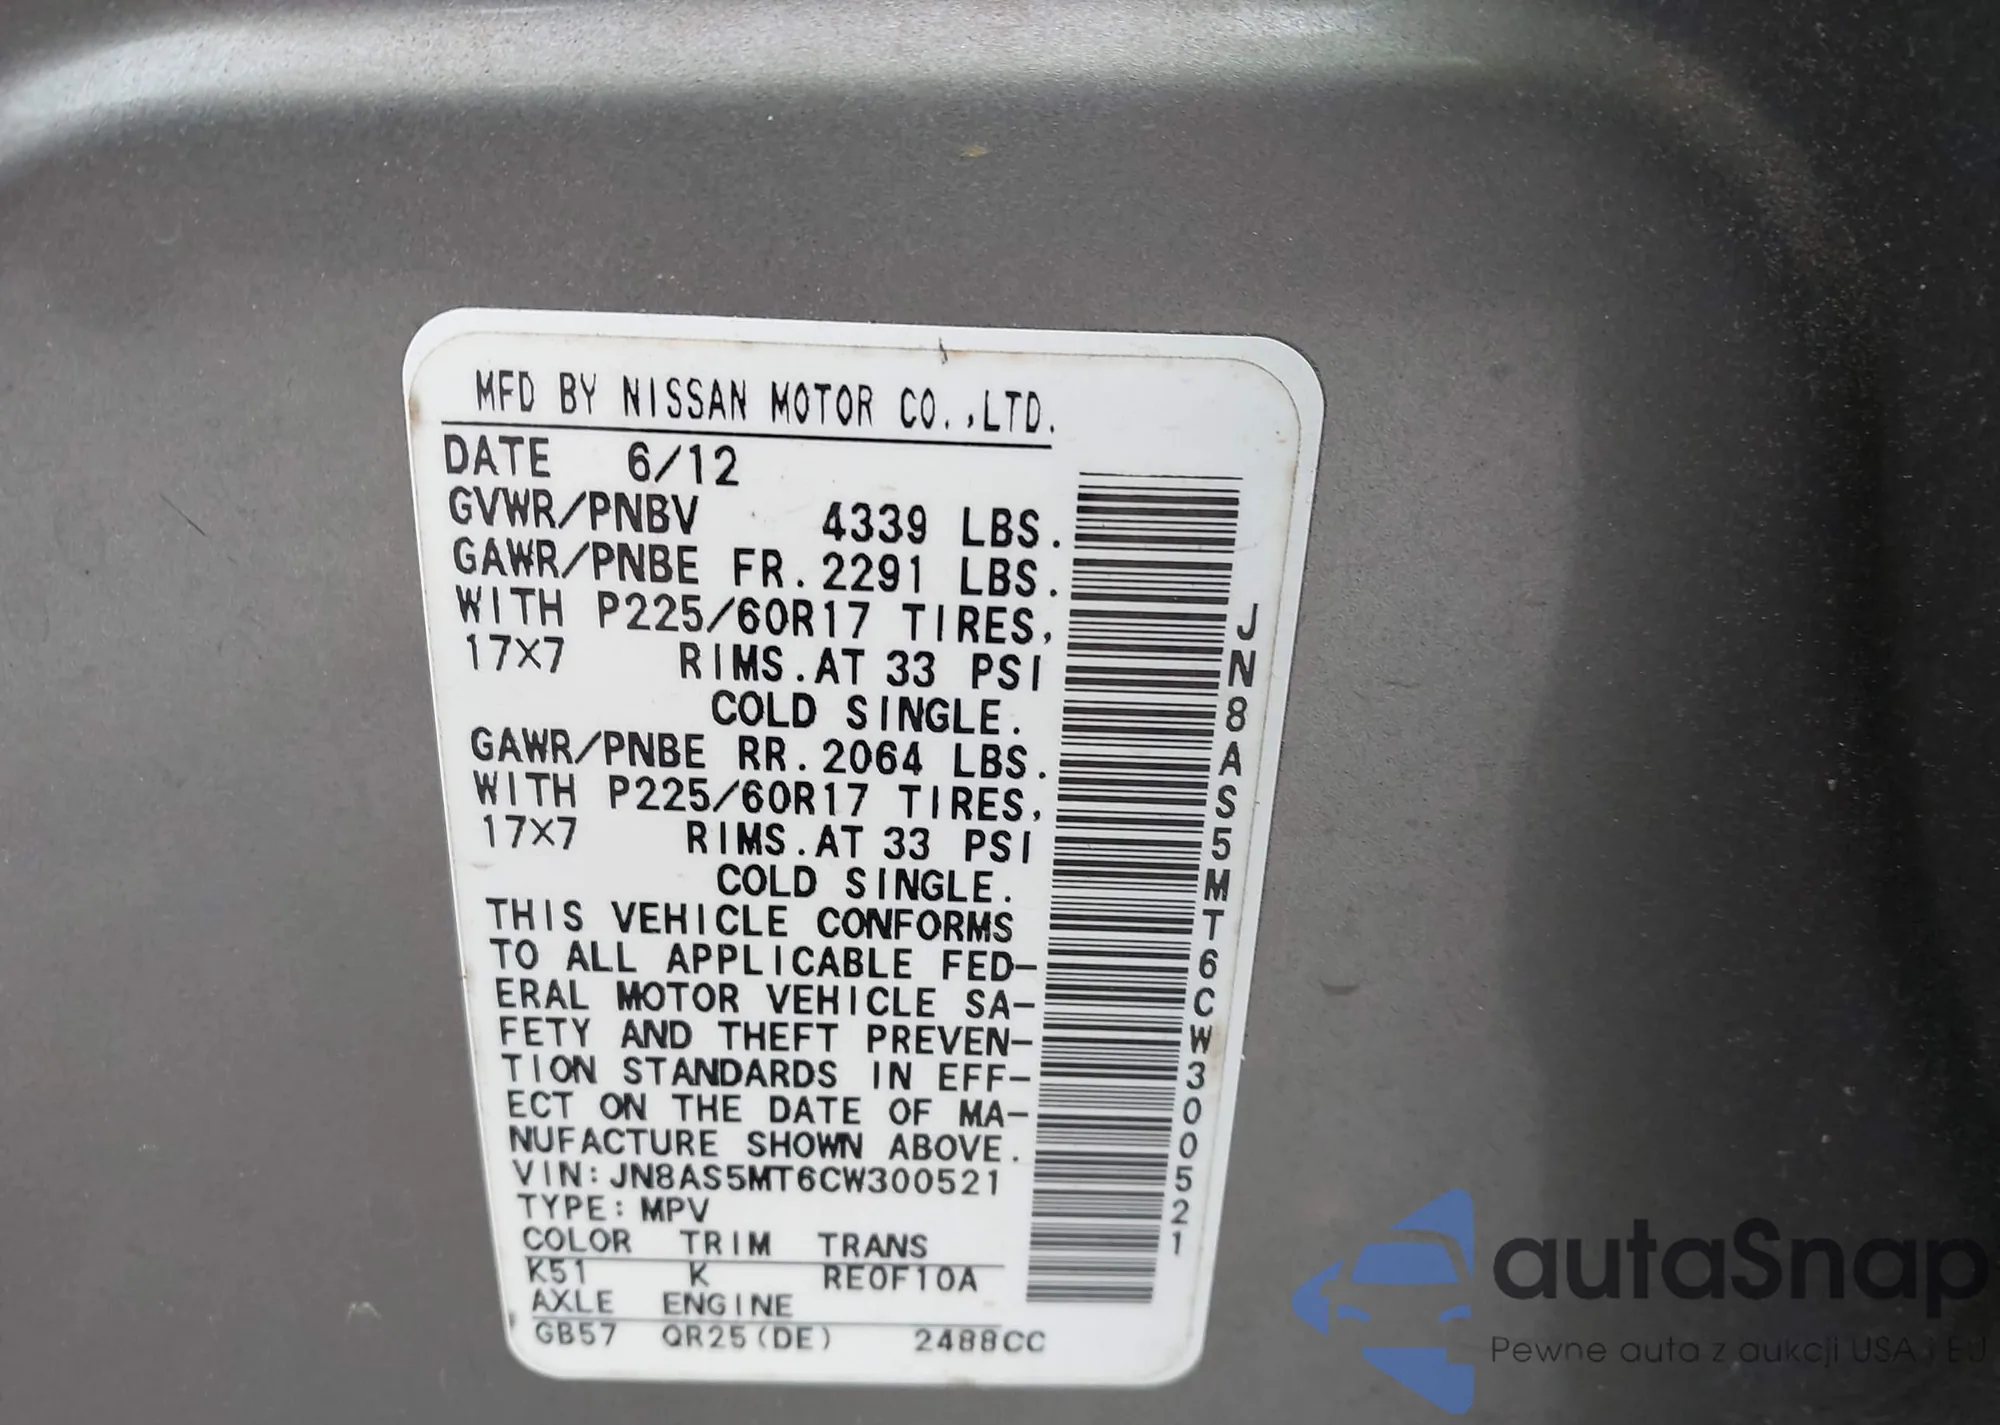 MFD BY NISSAN MOTOR CO.,LTD.
DATE 6/12
GVWR/PNBV 4339 LBS.
GAWR/PNBE FR.2291 LBS.
WITH P225/60R17 TIRES,
17X7 RIMS.AT 33 PSI
COLD SINGLE.
GAWR/PNBE RR.2064 LBS.
WITH P225/60R17 TIRES,
17X7 RIMS.AT 33 PSI
COLD SINGLE.
THIS VEHICLE CONFORMS
TO ALL APPLICABLE FED-
ERAL MOTOR VEHICLE SA-
FETY AND THEFT PREVEN-
TION STANDARDS IN EFF-
ECT ON THE DATE OF MA-
NUFACTURE SHOWN ABOVE.
VIN:JN8AS5MT6CW300521
TYPE:MPV
COLOR TRIM TRANS
K51 K RE0F10A
AXLE ENGINE
GB57 QR25(DE) 2488CC
JN8AS5MT6CW300521
autaSnap
Pewne auta z aukcji USA i EU